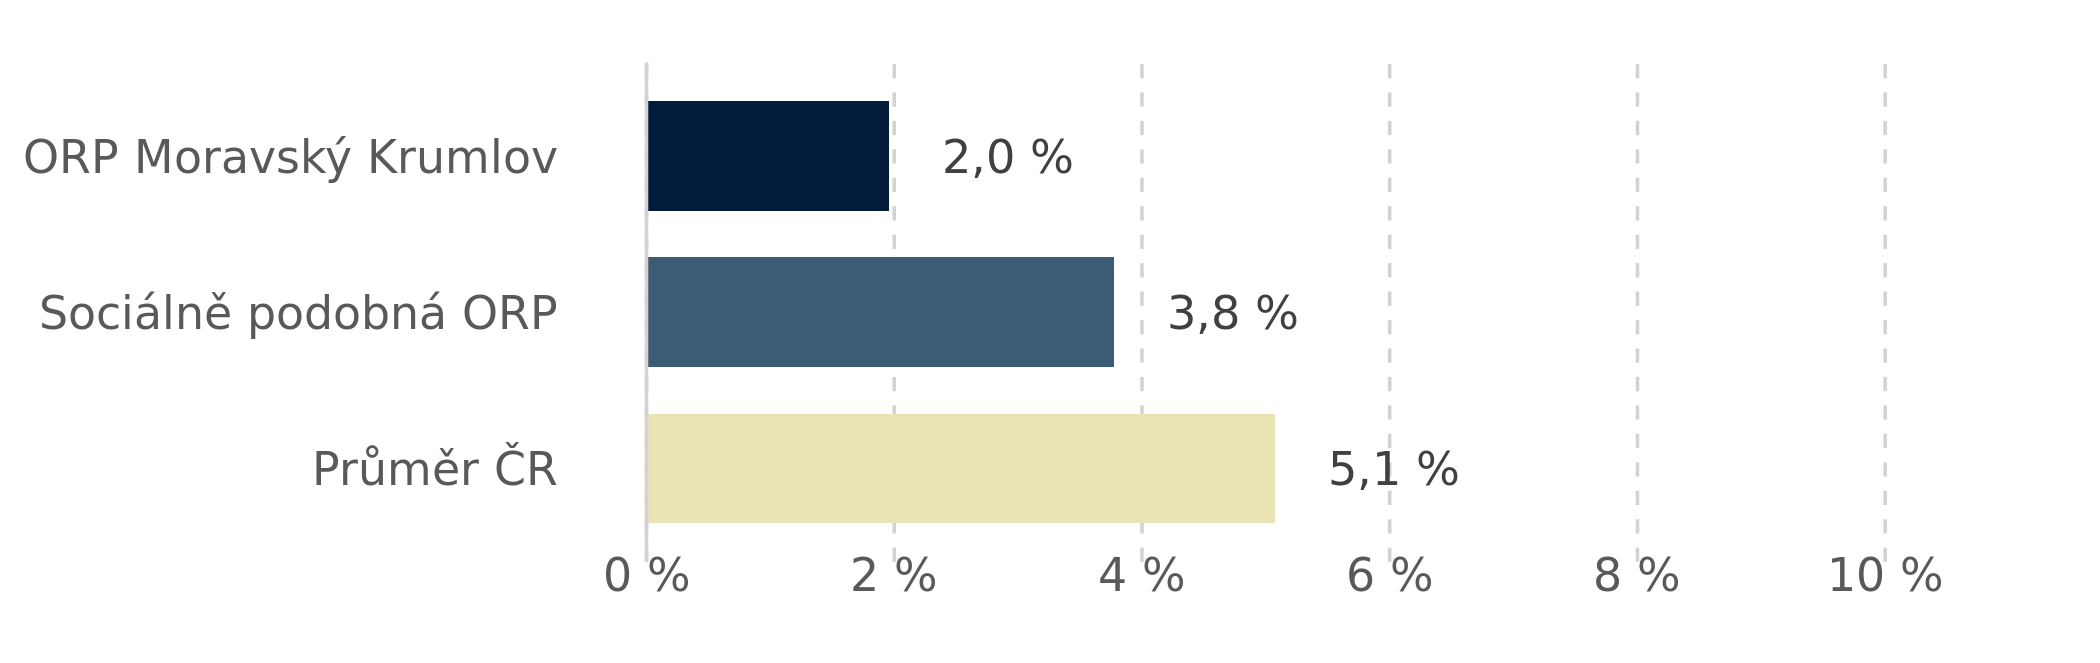 ORP Moravský Krumlov 2,0 %
Sociálně podobná ORP 3,8 %
Průměr ČR 5,1 %
0 % 2 % 4 % 6 % 8 % 10 %